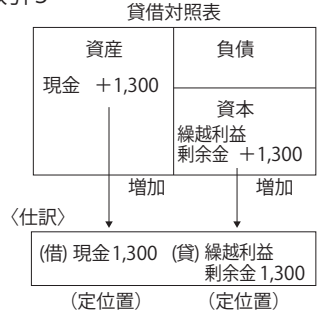 貸借対照表
資産
負債
現金 ＋1,300
資本
繰越利益
剰余金 ＋1,300
増加
増加
〈仕訳〉
(借) 現金1,300 (貸) 繰越利益
剰余金1,300
（定位置）
（定位置）